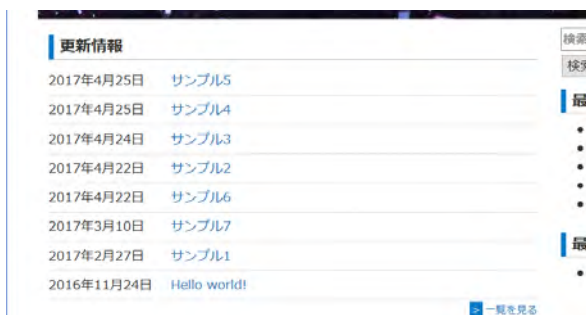 更新情報
2017年4月25日 サンプル5
2017年4月25日 サンプル4
2017年4月24日 サンプル3
2017年4月22日 サンプル2
2017年4月22日 サンプル6
2017年3月10日 サンプル7
2017年2月27日 サンプル1
2016年11月24日 Hello world!
> 一覧を見る
検索
検索
最
最